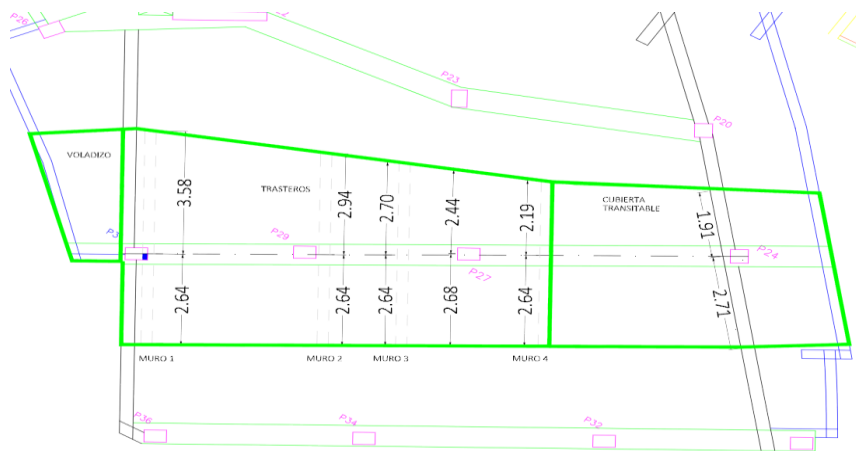 P26
P23
P20
VOLADIZO
TRASTEROS
CUBIERTA
TRANSITABLE
3.58
2.94
2.70
2.44
2.19
1.91
P29
P27
P24
2.64
2.64
2.64
2.68
2.64
2.71
MURO 1
MURO 2
MURO 3
MURO 4
P36
P34
P32